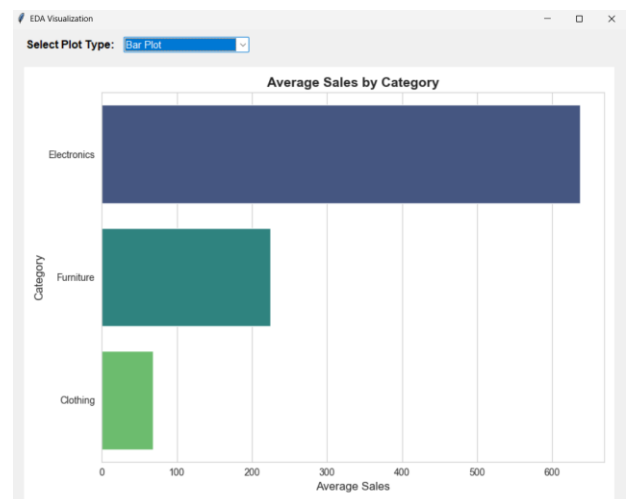 EDA Visualization
Select Plot Type: Bar Plot
Average Sales by Category
Electronics
Furniture
Clothing
Category
0 100 200 300 400 500 600
Average Sales